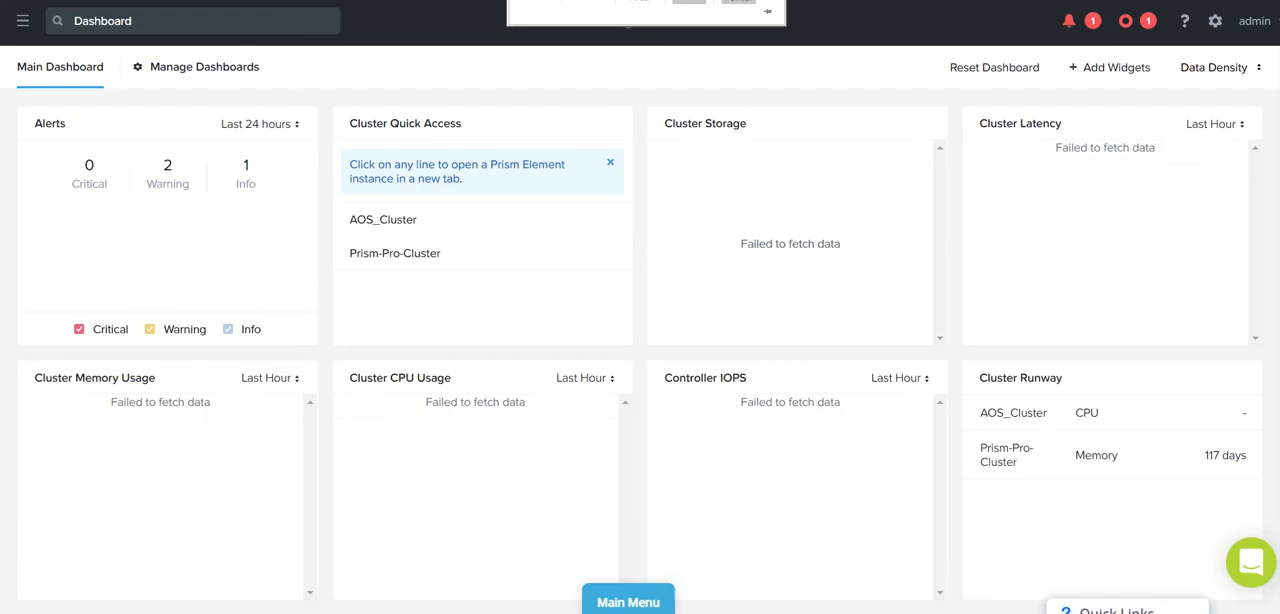 Dashboard
1
1
?
admin
Main Dashboard
Manage Dashboards
Reset Dashboard
+ Add Widgets
Data Density
Alerts
Last 24 hours
0
2
1
Critical
Warning
Info
Critical
Warning
Info
Cluster Quick Access
Click on any line to open a Prism Element
instance in a new tab.
AOS_Cluster
Prism-Pro-Cluster
Cluster Storage
Failed to fetch data
Cluster Latency
Last Hour
Failed to fetch data
Cluster Memory Usage
Last Hour
Failed to fetch data
Cluster CPU Usage
Last Hour
Failed to fetch data
Controller IOPS
Last Hour
Failed to fetch data
Cluster Runway
AOS_Cluster CPU -
Prism-Pro-
Cluster
Memory
117 days
Main Menu
? Quick Links